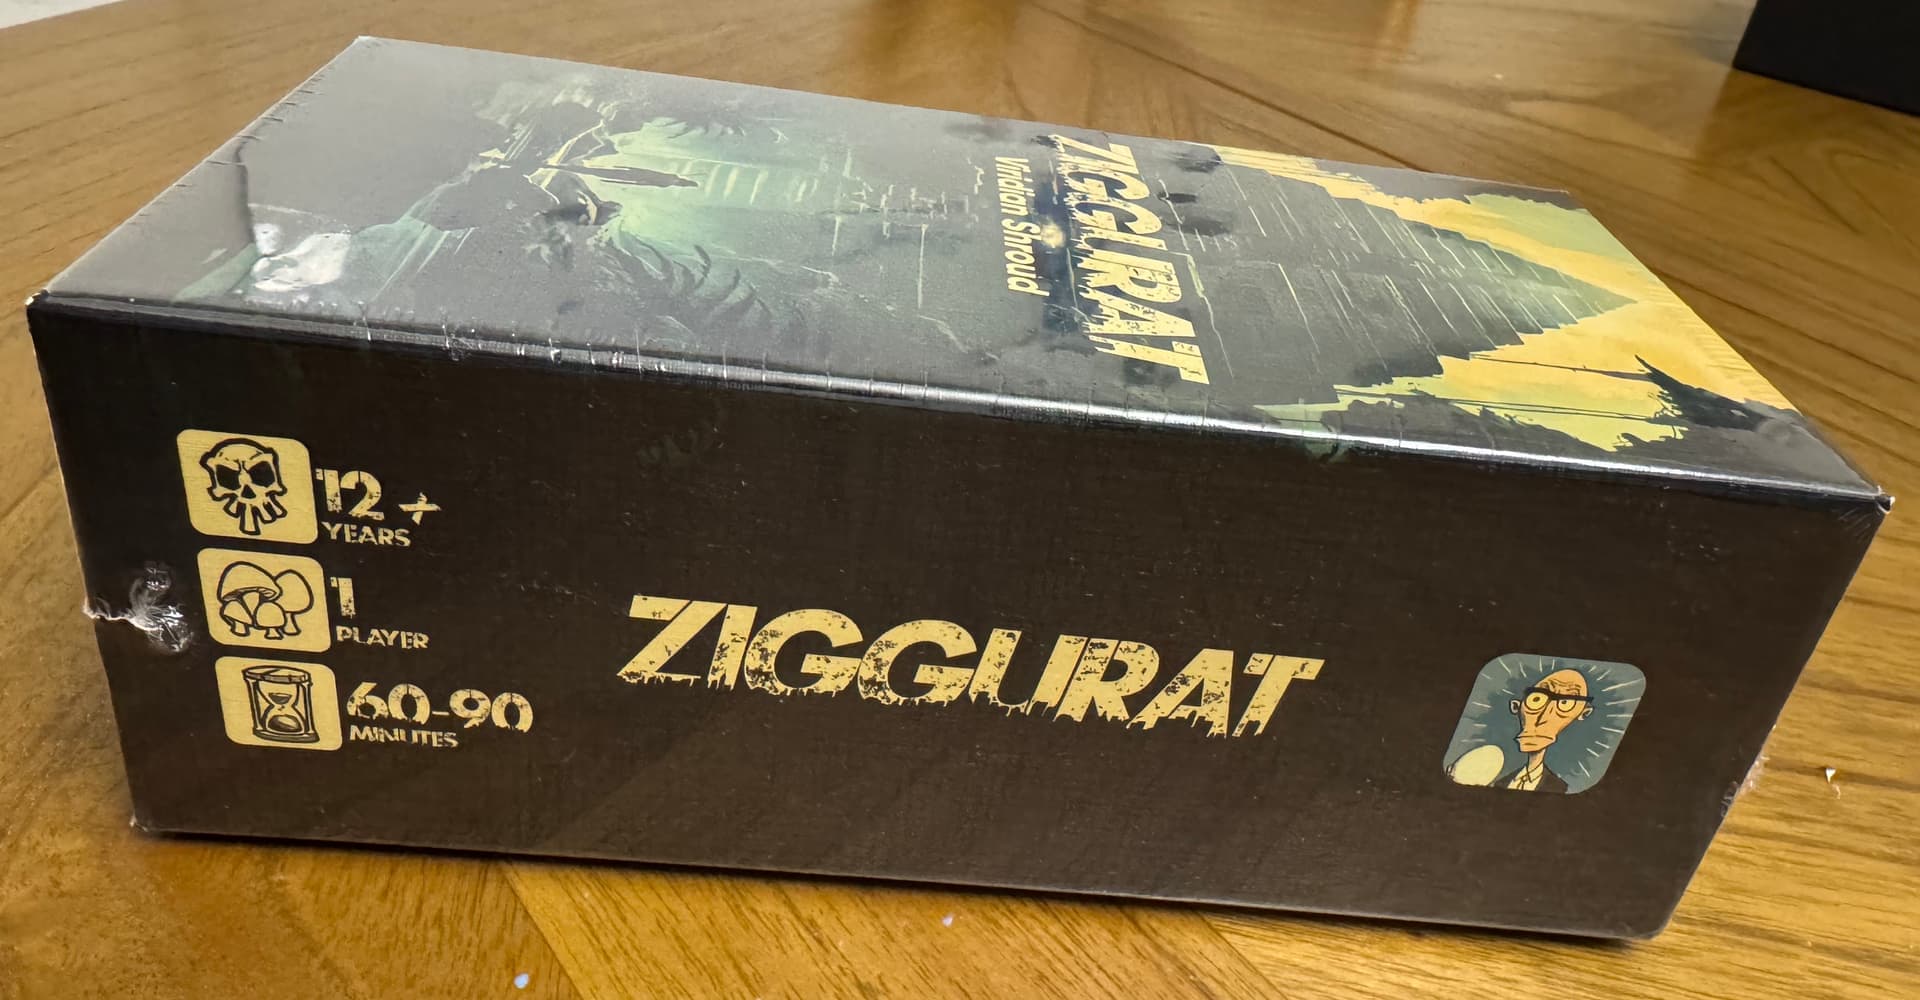 ZIGGURAT
Viridian Shroud
12+
YEARS
1
PLAYER
60-90
MINUTES
ZIGGURAT